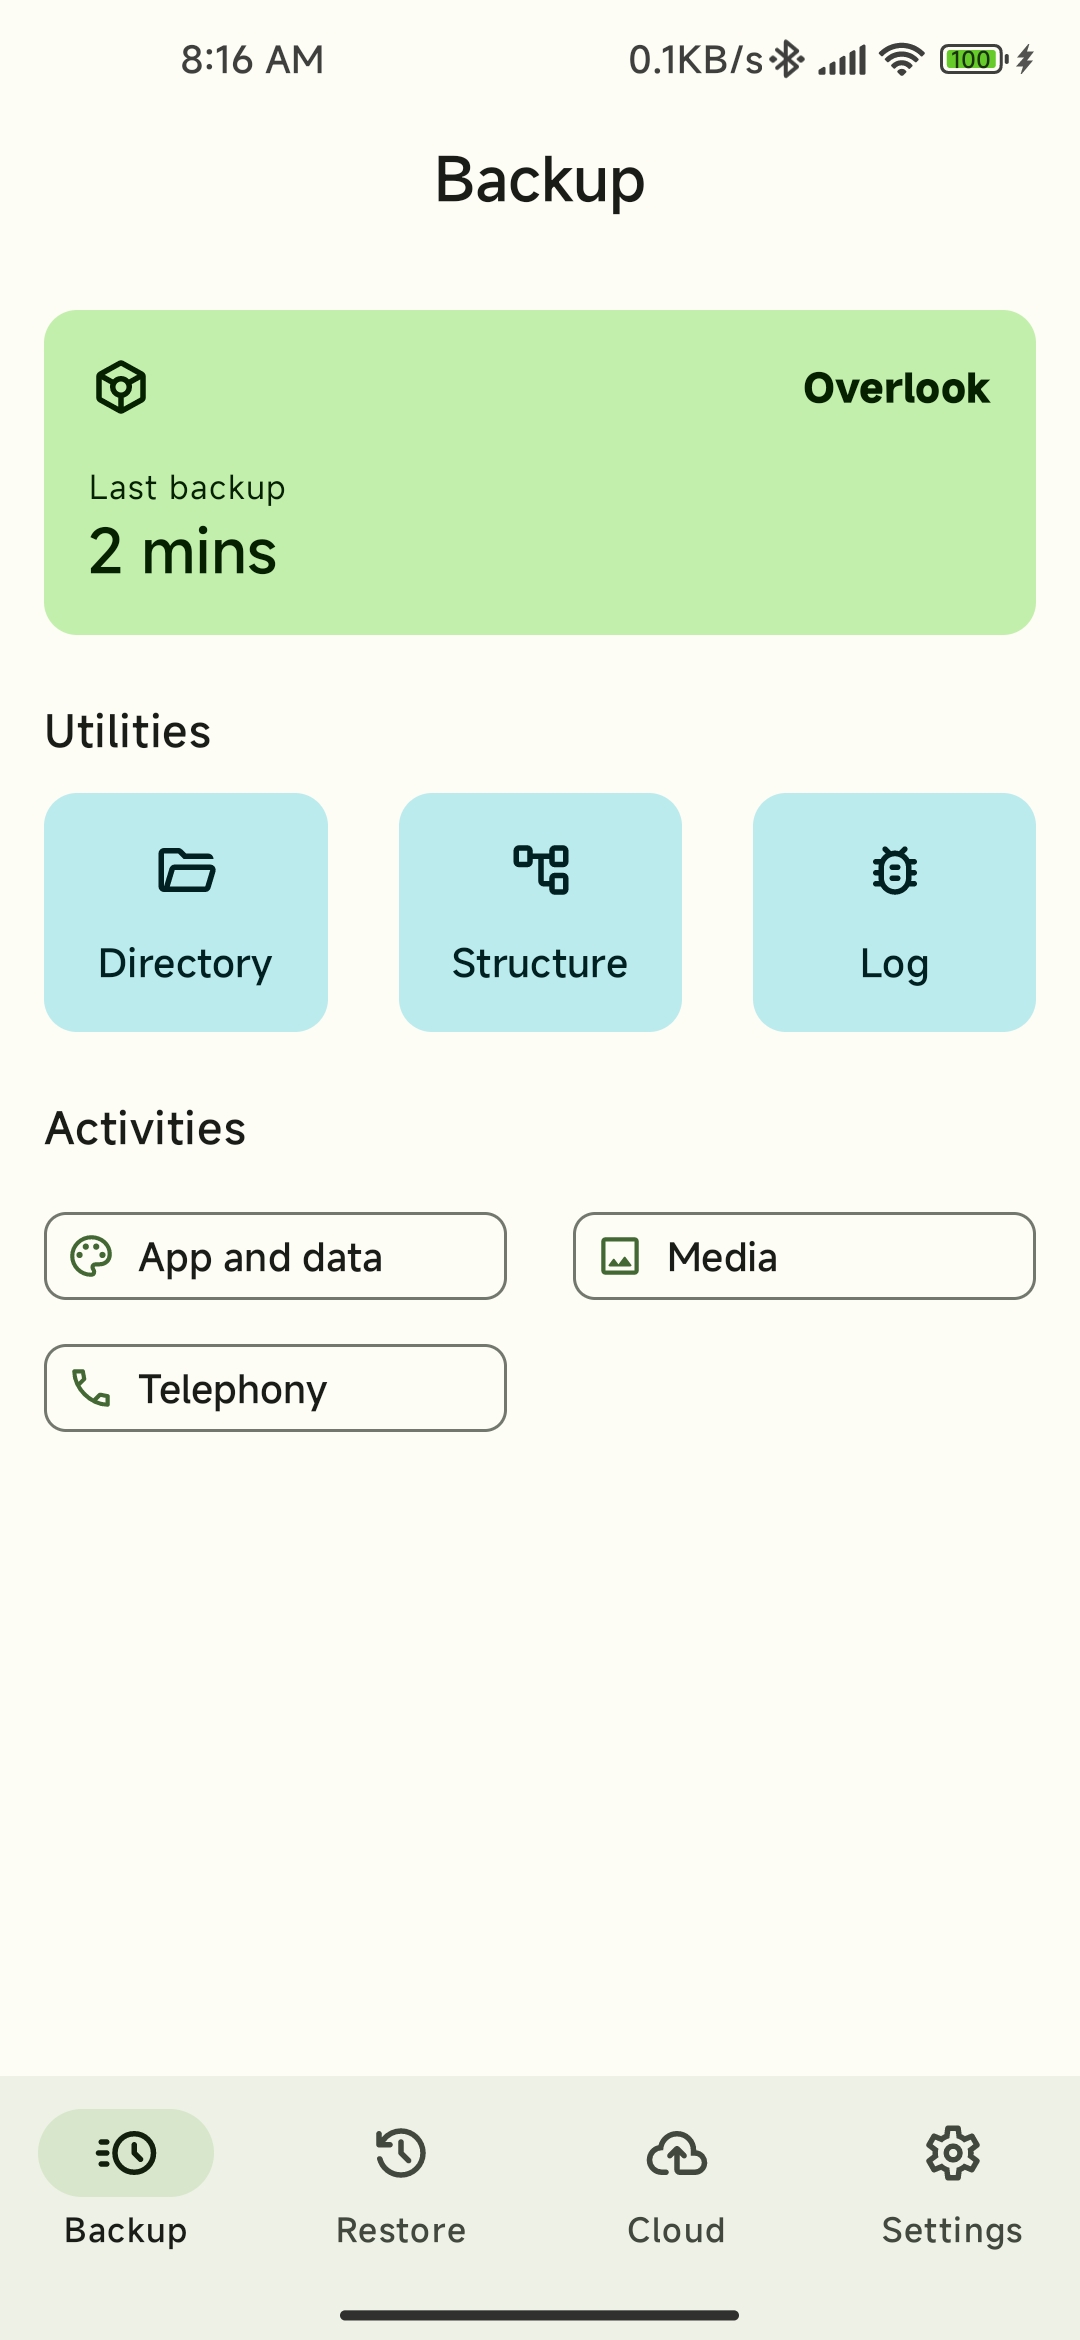 8:16 AM 0.1KB/s 100
Backup
Overlook
Last backup
2 mins
Utilities
Directory Structure Log
Activities
App and data Media
Telephony
Backup Restore Cloud Settings